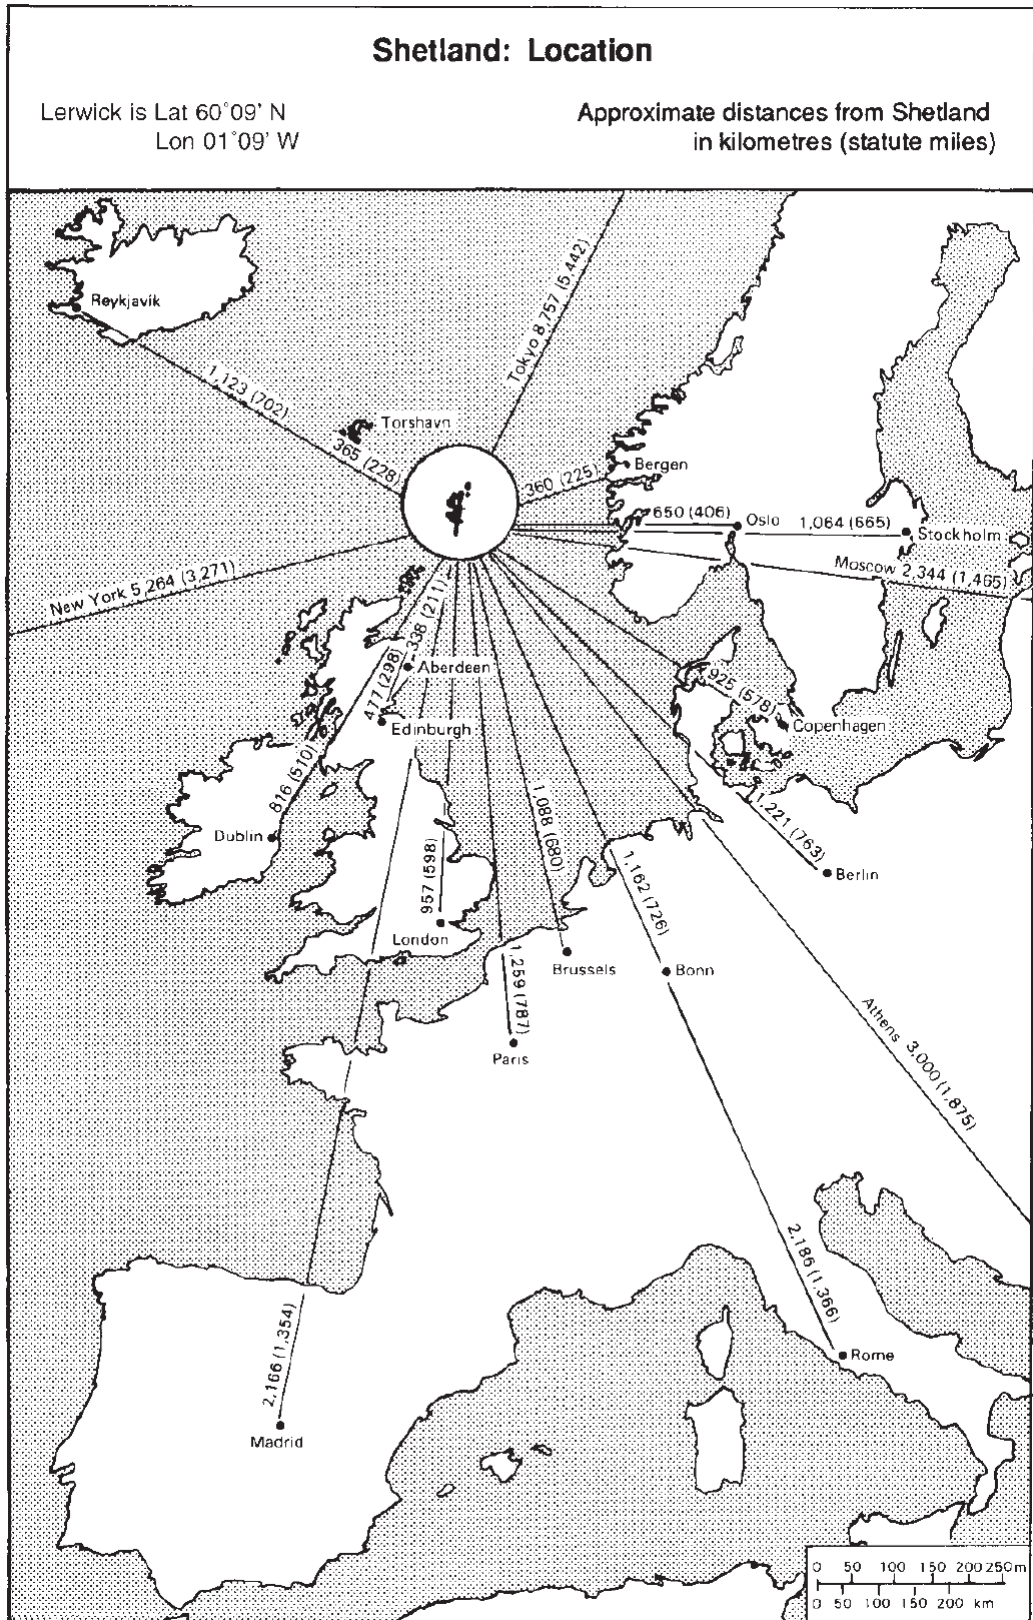 Shetland: Location
Lerwick is Lat 60°09' N
Lon 01°09' W
Approximate distances from Shetland
in kilometres (statute miles)
Reykjavik
1,123 (702)
Tokyo 8,757 (5,442)
Torshavn
365 (228)
Bergen
360 (225)
650 (406)
Oslo
1,064 (665)
Stockholm
Moscow 2,344 (1,465)
New York 5,264 (3,271)
338 (211)
Aberdeen
477 (298)
Edinburgh
925 (578)
Copenhagen
816 (510)
Dublin
1,221 (763)
Berlin
957 (598)
London
1,088 (680)
Brussels
1,162 (726)
Bonn
1,259 (787)
Paris
Athens 3,000 (1,875)
2,186 (1,366)
Rome
2,166 (1,354)
Madrid
0 50 100 150 200 250m
0 50 100 150 200 km